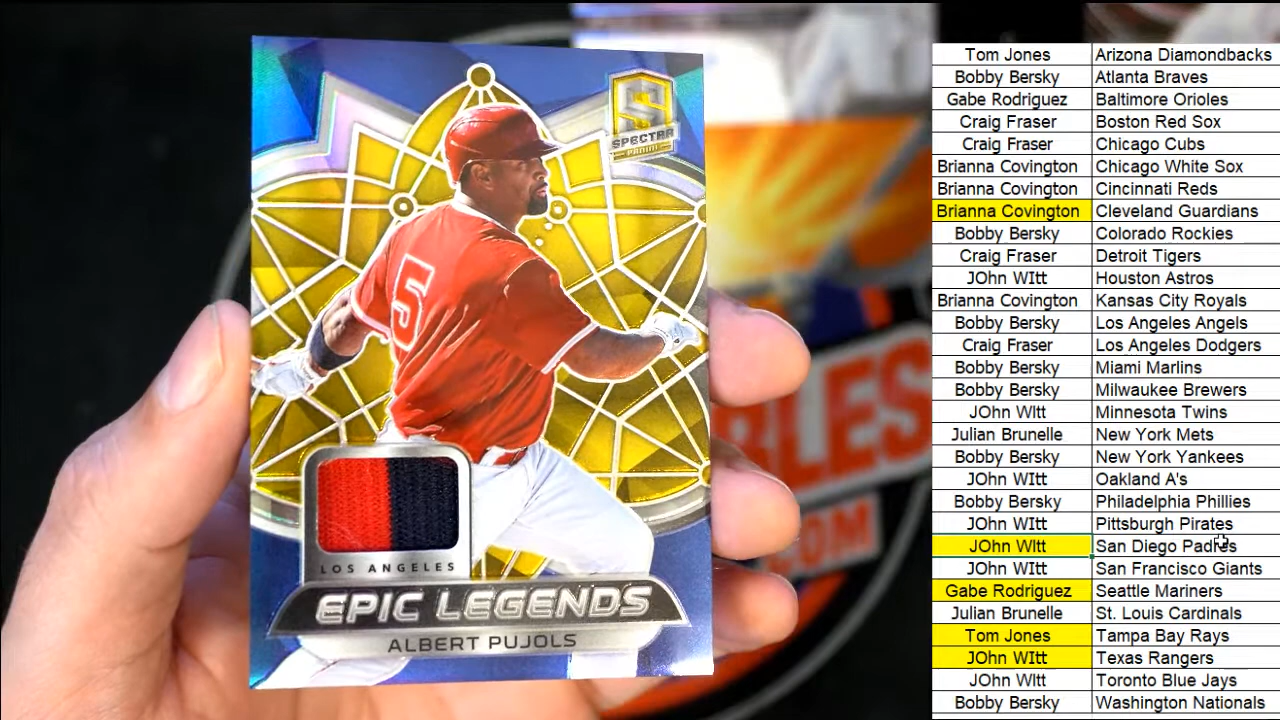 SPECTRA
PANINI
5
LOS ANGELES
EPIC LEGENDS
ALBERT PUJOLS
BLES
.COM
Tom Jones Arizona Diamondbacks
Bobby Bersky Atlanta Braves
Gabe Rodriguez Baltimore Orioles
Craig Fraser Boston Red Sox
Craig Fraser Chicago Cubs
Brianna Covington Chicago White Sox
Brianna Covington Cincinnati Reds
Brianna Covington Cleveland Guardians
Bobby Bersky Colorado Rockies
Craig Fraser Detroit Tigers
JOhn WItt Houston Astros
Brianna Covington Kansas City Royals
Bobby Bersky Los Angeles Angels
Craig Fraser Los Angeles Dodgers
Bobby Bersky Miami Marlins
Bobby Bersky Milwaukee Brewers
JOhn WItt Minnesota Twins
Julian Brunelle New York Mets
Bobby Bersky New York Yankees
JOhn WItt Oakland A's
Bobby Bersky Philadelphia Phillies
JOhn WItt Pittsburgh Pirates
JOhn WItt San Diego Padres
JOhn WItt San Francisco Giants
Gabe Rodriguez Seattle Mariners
Julian Brunelle St. Louis Cardinals
Tom Jones Tampa Bay Rays
JOhn WItt Texas Rangers
JOhn WItt Toronto Blue Jays
Bobby Bersky Washington Nationals